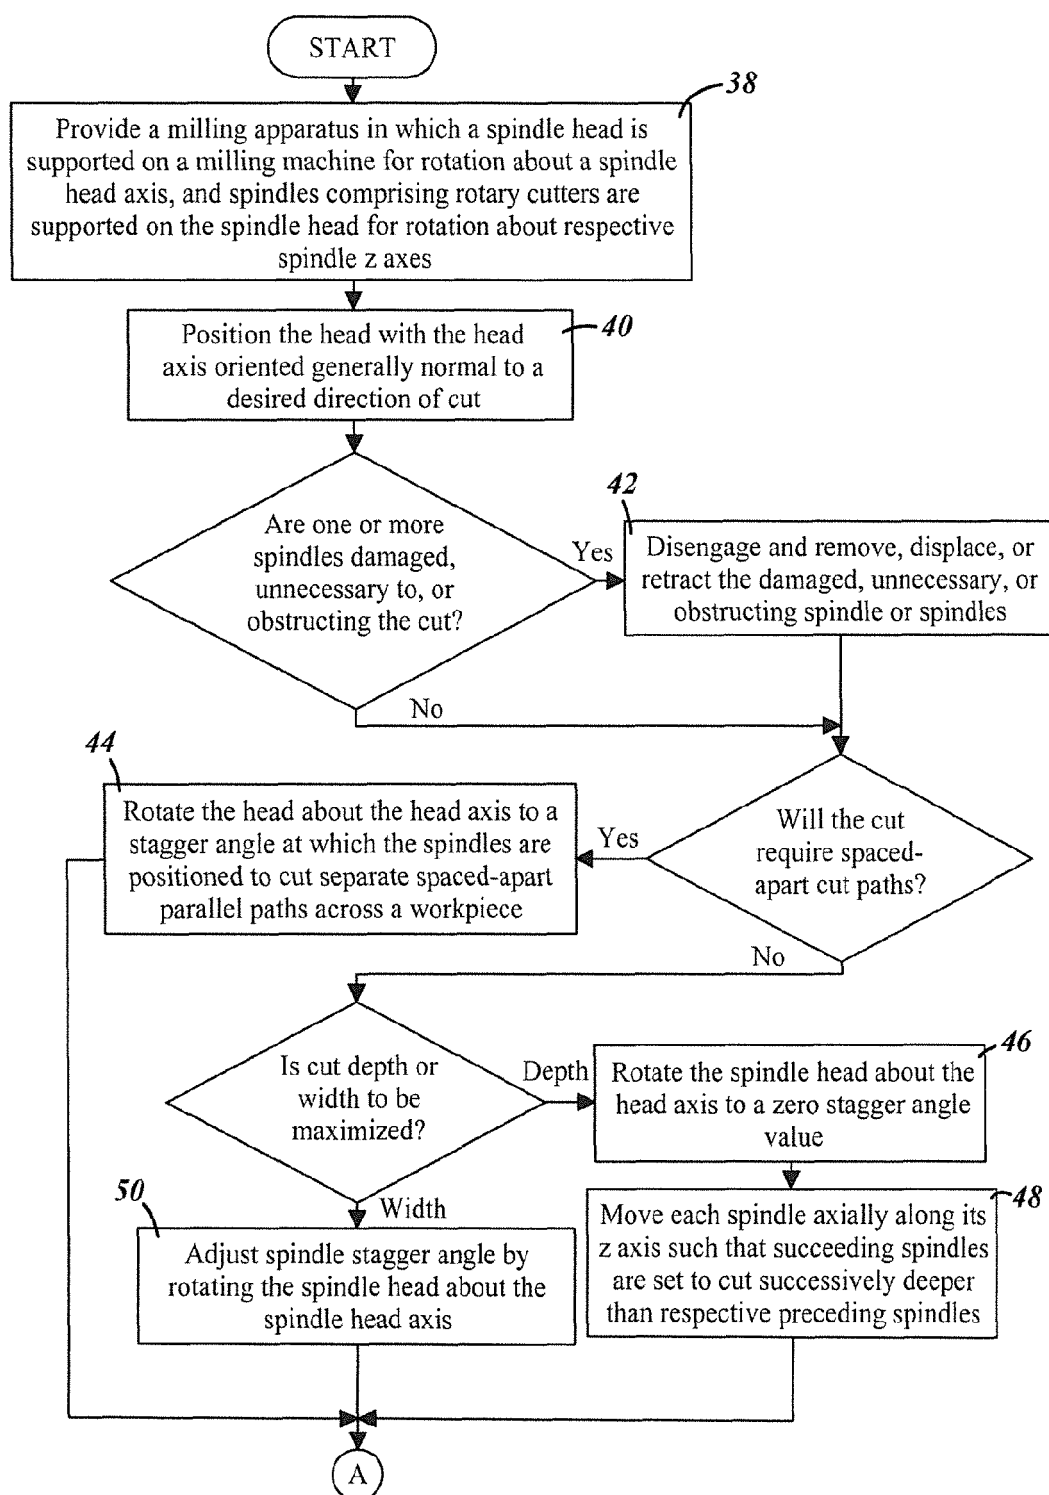 START
38
Provide a milling apparatus in which a spindle head is
supported on a milling machine for rotation about a spindle
head axis, and spindles comprising rotary cutters are
supported on the spindle head for rotation about respective
spindle z axes
40
Position the head with the head
axis oriented generally normal to a
desired direction of cut
Are one or more
spindles damaged,
unnecessary to, or
obstructing the cut?
Yes
42
Disengage and remove, displace, or
retract the damaged, unnecessary, or
obstructing spindle or spindles
No
Will the cut
require spaced-
apart cut paths?
Yes
44
Rotate the head about the head axis to a
stagger angle at which the spindles are
positioned to cut separate spaced-apart
parallel paths across a workpiece
No
Is cut depth or
width to be
maximized?
Depth
46
Rotate the spindle head about the
head axis to a zero stagger angle
value
48
Move each spindle axially along its
z axis such that succeeding spindles
are set to cut successively deeper
than respective preceding spindles
Width
50
Adjust spindle stagger angle by
rotating the spindle head about the
spindle head axis
A